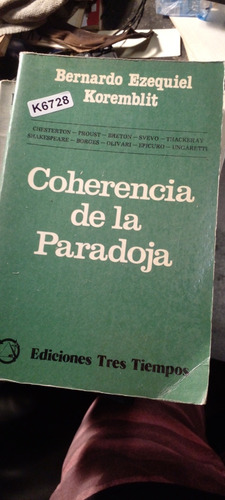 Bernardo Ezequiel
Koremblit
K6728
CHESTERTON - PROUST - BRETON - SVEVO - THACKERAY
SHAKESPEARE - BORGES - OLIVARI - EPICURO - UNGARETTI
Coherencia
de la
Paradoja
Ediciones Tres Tiempos